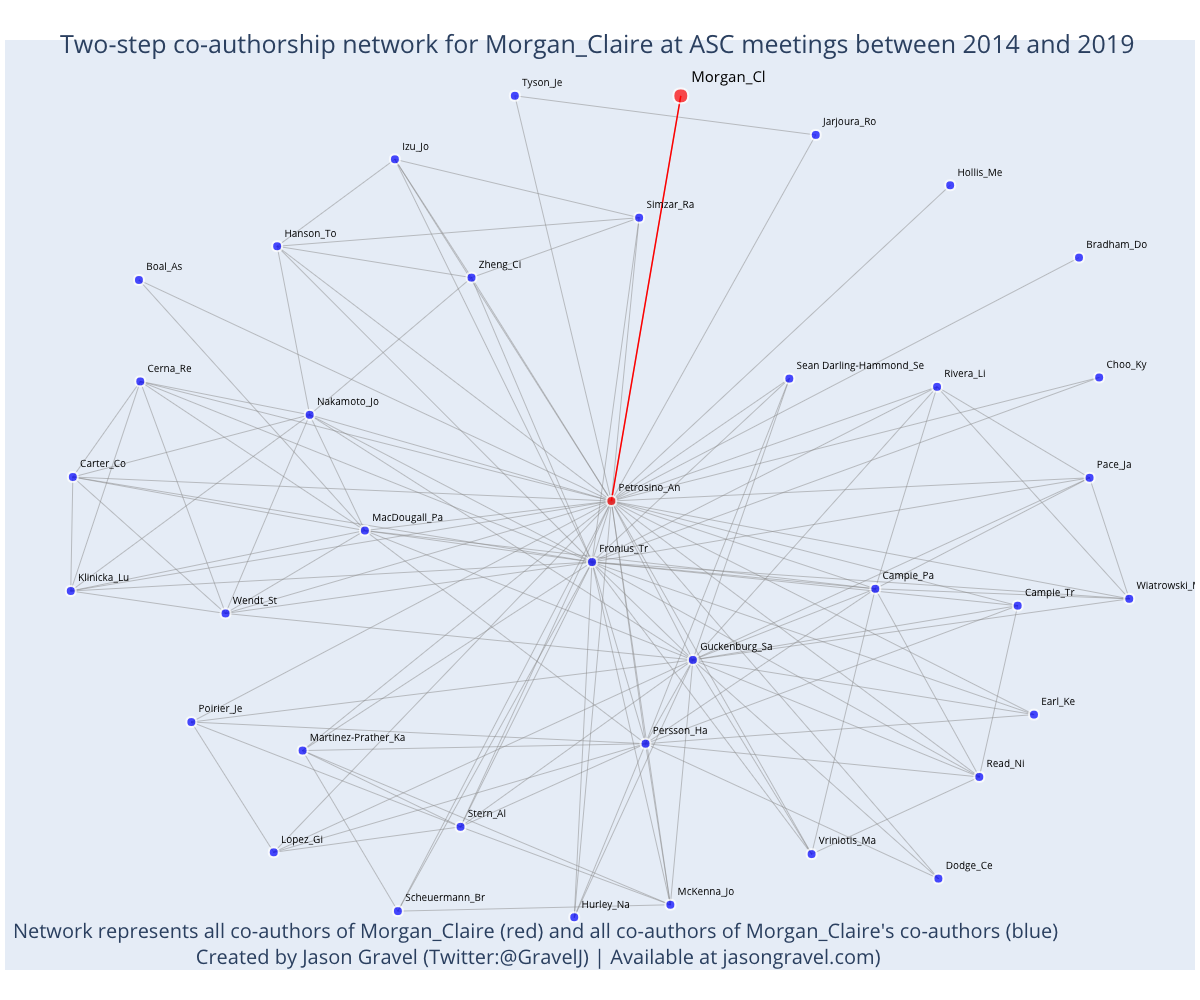 Two-step co-authorship network for Morgan_Claire at ASC meetings between 2014 and 2019
Tyson_Je
Morgan_Cl
Jarjoura_Ro
Izu_Jo
Hollis_Me
Simzar_Ra
Hanson_To
Bradham_Do
Boal_As
Zheng_Ci
Cerna_Re
Sean Darling-Hammond_Se
Choo_Ky
Rivera_Li
Nakamoto_Jo
Carter_Co
Pace_Ja
Petrosino_An
MacDougall_Pa
Fronius_Tr
Klinicka_Lu
Campie_Pa
Wiatrowski_M
Campie_Tr
Wendt_St
Guckenburg_Sa
Poirier_Je
Earl_Ke
Persson_Ha
Martinez-Prather_Ka
Read_Ni
Stern_Al
Lopez_Gi
Vriniotis_Ma
Dodge_Ce
McKenna_Jo
Scheuermann_Br
Hurley_Na
Network represents all co-authors of Morgan_Claire (red) and all co-authors of Morgan_Claire's co-authors (blue)
Created by Jason Gravel (Twitter:@GravelJ) | Available at jasongravel.com)